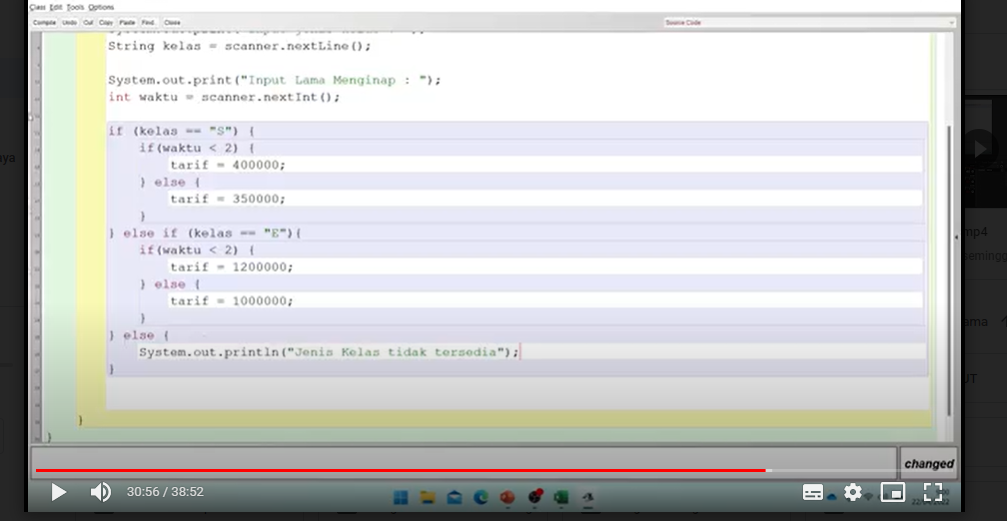 Class Edit Tools Options
Compile Undo Cut Copy Paste Find. Close
Source Code
String kelas = scanner.nextLine();
System.out.print("Input Lama Menginap : ");
int waktu = scanner.nextInt();
if (kelas == "S") {
if(waktu < 2) {
tarif = 400000;
} else {
tarif = 350000;
}
} else if (kelas == "E"){
if(waktu < 2) {
tarif = 1200000;
} else {
tarif = 1000000;
}
} else {
System.out.println("Jenis Kelas tidak tersedia");
}
}
}
changed
30:56 / 38:52
mp4